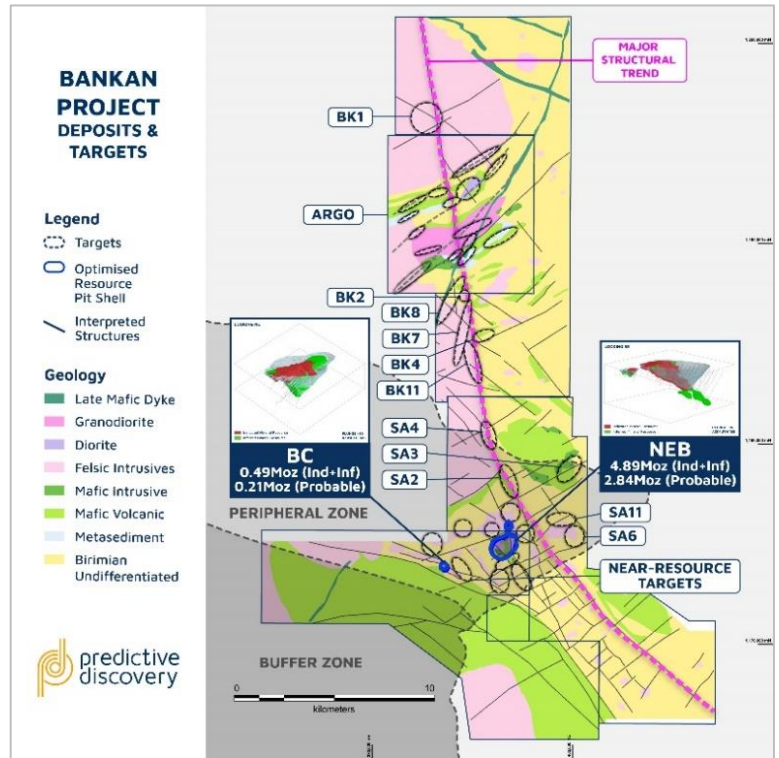 BANKAN
PROJECT
DEPOSITS &
TARGETS
Legend
Targets
Optimised
Resource
Pit Shell
Interpreted
Structures
Geology
Late Mafic Dyke
Granodiorite
Diorite
Felsic Intrusives
Mafic Intrusive
Mafic Volcanic
Metasediment
Birimian
Undifferentiated
predictive
discovery
MAJOR
STRUCTURAL
TREND
BK1
ARGO
BK2
BK8
BK7
BK4
BK11
SA4
SA3
SA2
BC
0.49Moz (Ind+Inf)
0.21Moz (Probable)
NEB
4.89Moz (Ind+Inf)
2.84Moz (Probable)
SA11
SA6
NEAR-RESOURCE
TARGETS
PERIPHERAL ZONE
BUFFER ZONE
0 10
kilometers